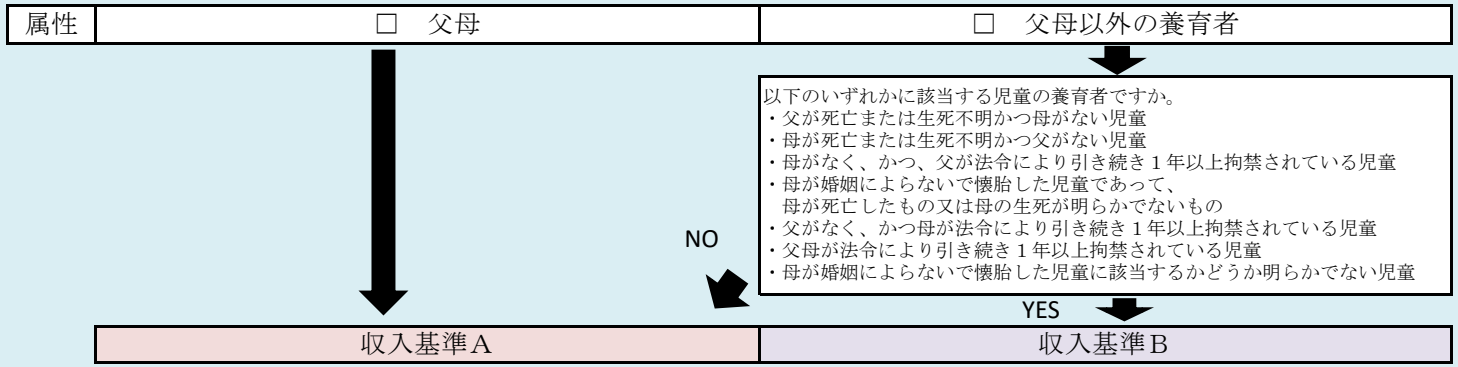 属性
□ 父母
□ 父母以外の養育者
以下のいずれかに該当する児童の養育者ですか。
・父が死亡または生死不明かつ母がない児童
・母が死亡または生死不明かつ父がない児童
・母がなく、かつ、父が法令により引き続き１年以上拘禁されている児童
・母が婚姻によらないで懐胎した児童であって、
母が死亡したもの又は母の生死が明らかでないもの
・父がなく、かつ母が法令により引き続き１年以上拘禁されている児童
・父母が法令により引き続き１年以上拘禁されている児童
・母が婚姻によらないで懐胎した児童に該当するかどうか明らかでない児童
NO
YES
収入基準Ａ
収入基準Ｂ